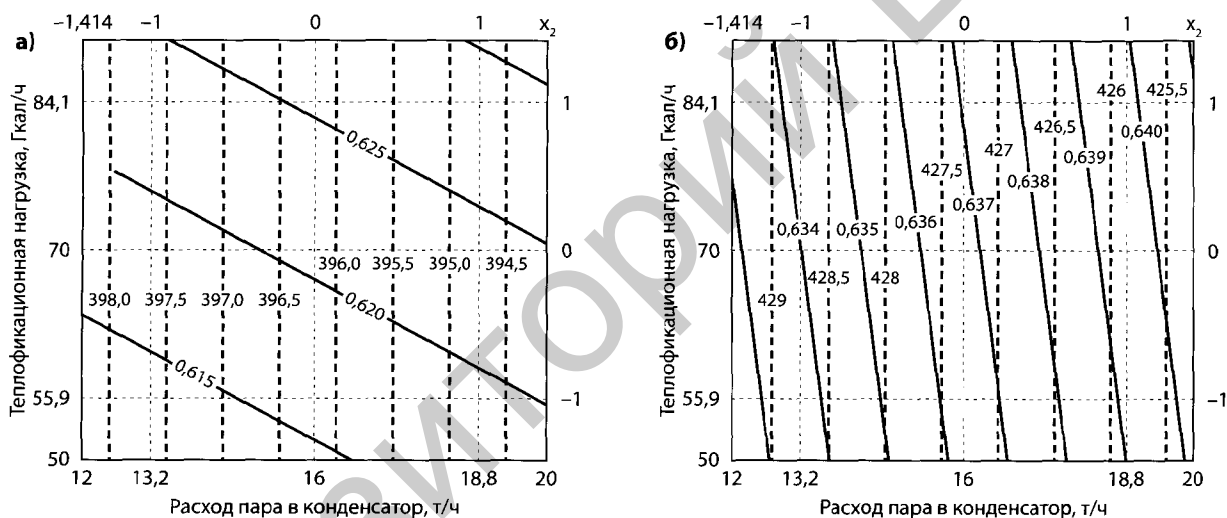 −1,414 −1 0 1 x₂
а)
Теплофикационная нагрузка, Гкал/ч
84,1
70
55,9
50
1
0
−1
0,625
396,0 395,5 395,0 394,5
398,0 397,5 397,0 396,5
0,620
0,615
12 13,2 16 18,8 20
Расход пара в конденсатор, т/ч
−1,414 −1 0 1 x₂
б)
Теплофикационная нагрузка, Гкал/ч
84,1
70
55,9
50
1
0
−1
426 425,5
426,5 0,640
427 0,639
427,5 0,638
0,637
0,634 0,635 0,636
428,5 428
429
12 13,2 16 18,8 20
Расход пара в конденсатор, т/ч
ЗИТОРИЙ